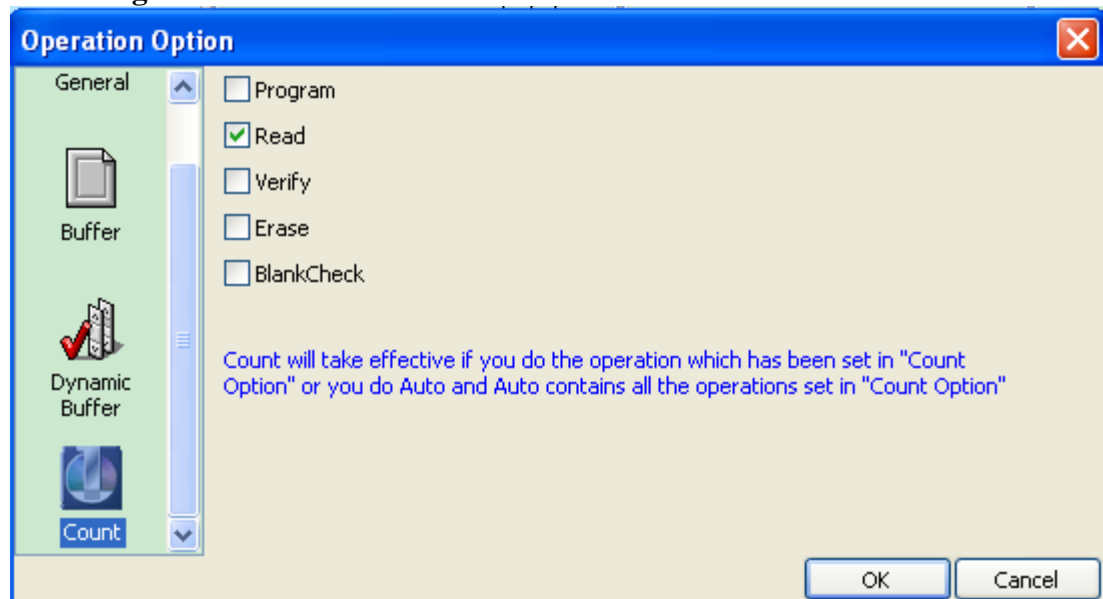 Operation Option
General
Buffer
Dynamic
Buffer
Count
Program
Read
Verify
Erase
BlankCheck
Count will take effective if you do the operation which has been set in "Count
Option" or you do Auto and Auto contains all the operations set in "Count Option"
OK
Cancel